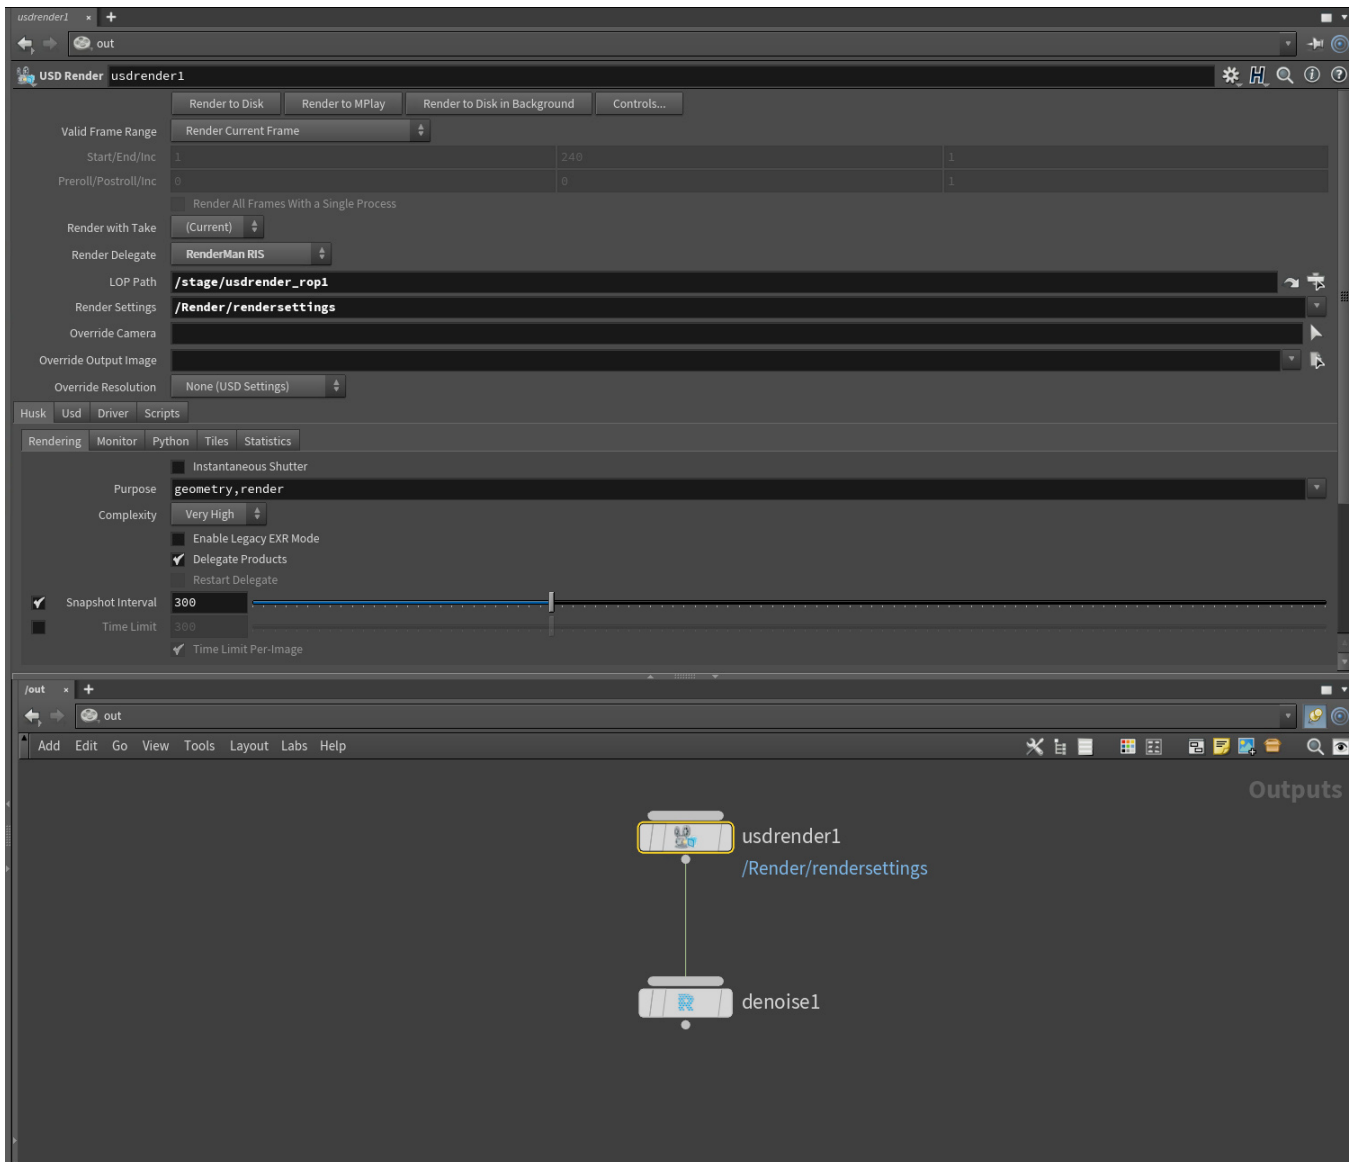 usdrender1 × +
out
USD Render usdrender1
Render to Disk Render to MPlay Render to Disk in Background Controls...
Valid Frame Range Render Current Frame
Start/End/Inc 1 240 1
Preroll/Postroll/Inc 0 0 1
Render All Frames With a Single Process
Render with Take (Current)
Render Delegate RenderMan RIS
LOP Path /stage/usdrender_rop1
Render Settings /Render/rendersettings
Override Camera
Override Output Image
Override Resolution None (USD Settings)
Husk Usd Driver Scripts
Rendering Monitor Python Tiles Statistics
Instantaneous Shutter
Purpose geometry,render
Complexity Very High
Enable Legacy EXR Mode
Delegate Products
Restart Delegate
Snapshot Interval 300
Time Limit 300
Time Limit Per-Image
/out × +
out
Add Edit Go View Tools Layout Labs Help
Outputs
usdrender1
/Render/rendersettings
denoise1